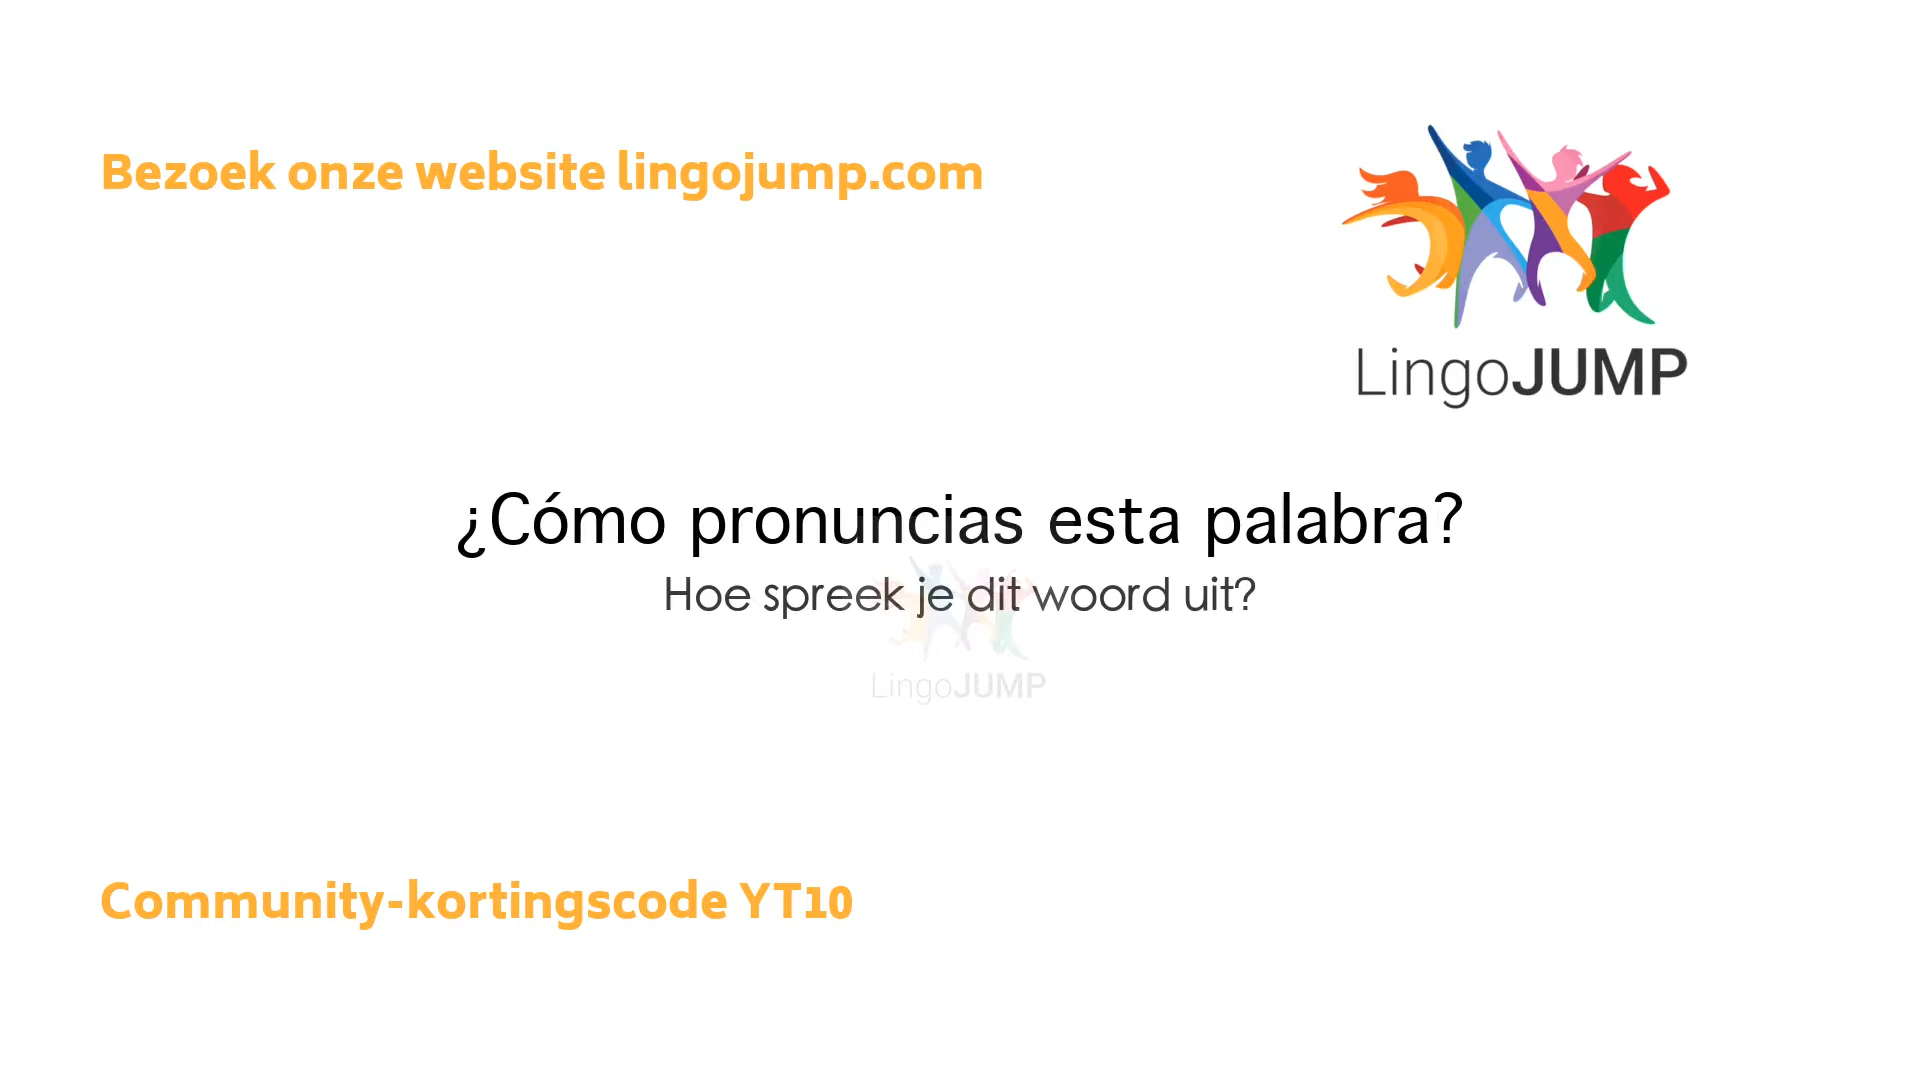 Bezoek onze website lingojump.com
LingoJUMP
¿Cómo pronuncias esta palabra?
Hoe spreek je dit woord uit?
LingoJUMP
Community-kortingscode YT10